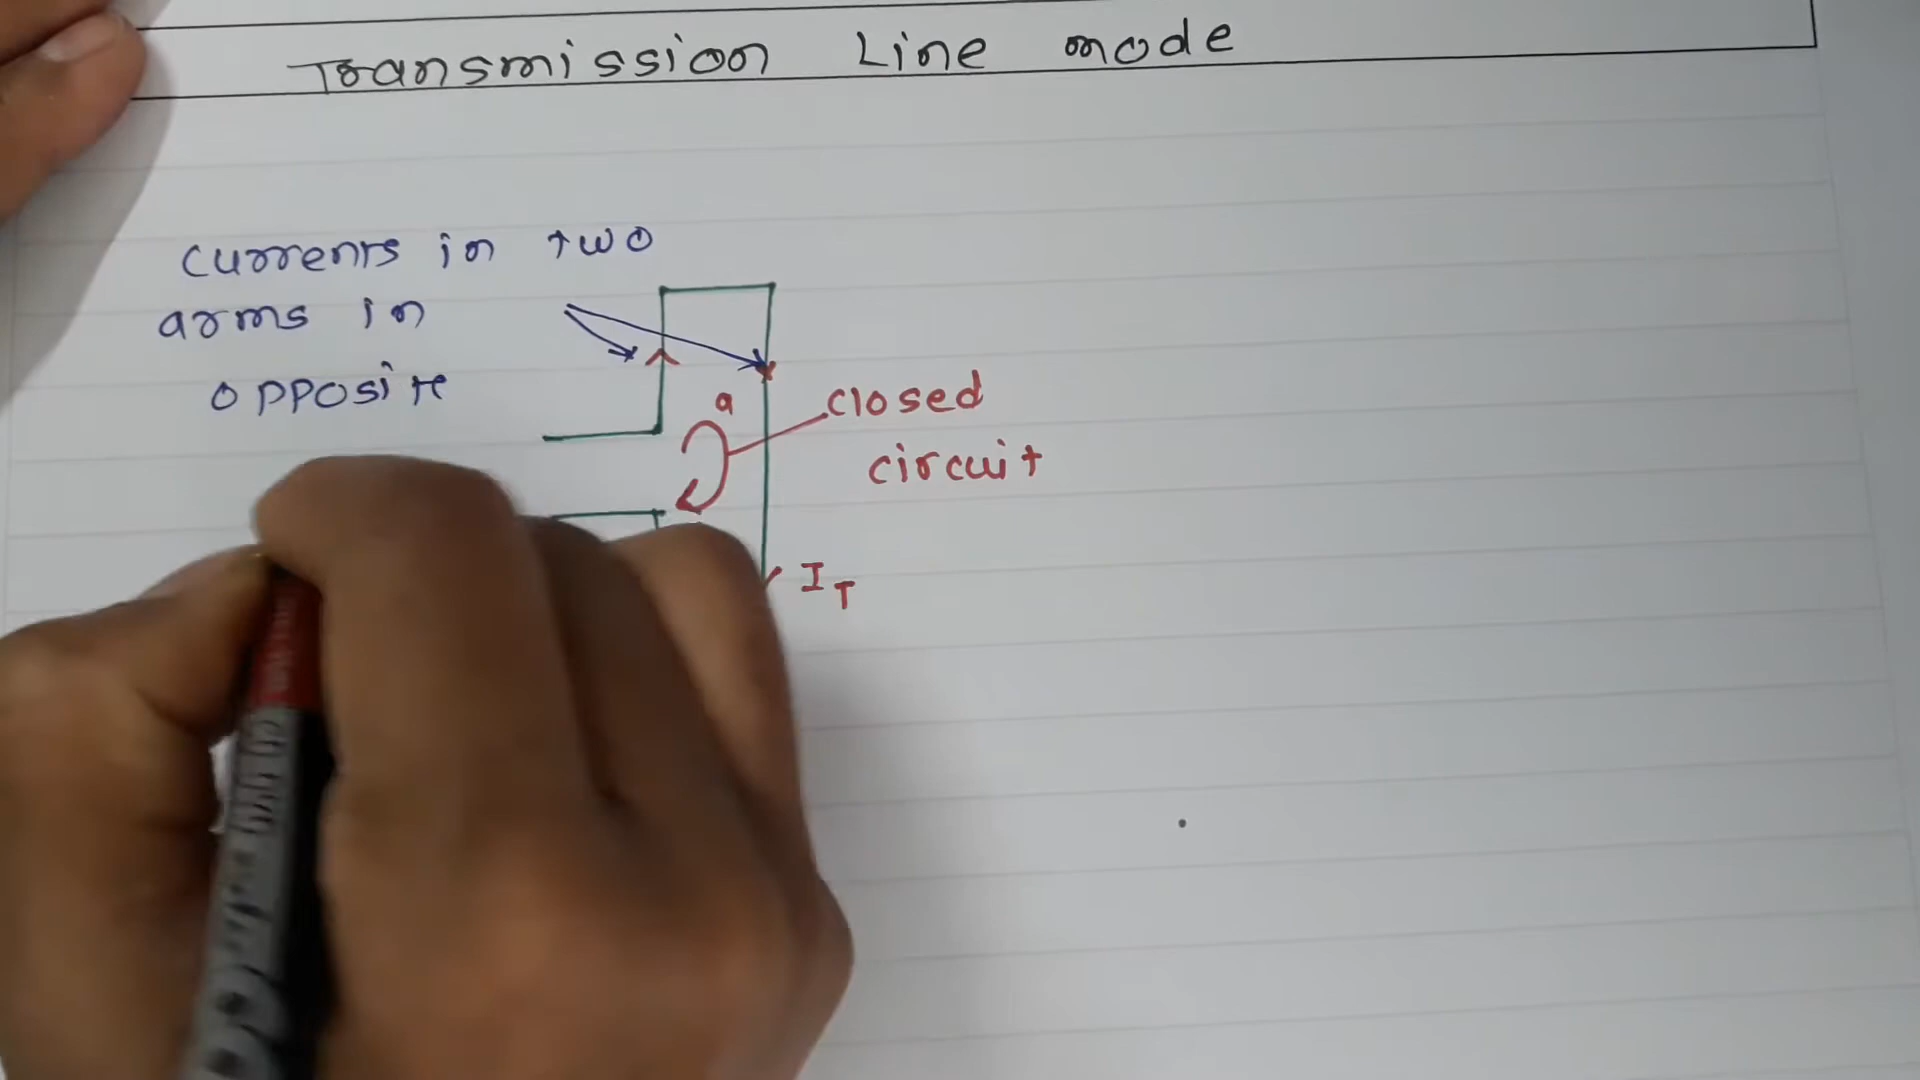 Transmission Line mode
currents in two
arms in
opposite
a
closed
circuit
I_T